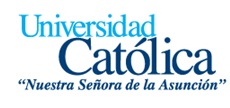 Universidad
Católica
“Nuestra Señora de la Asunción”